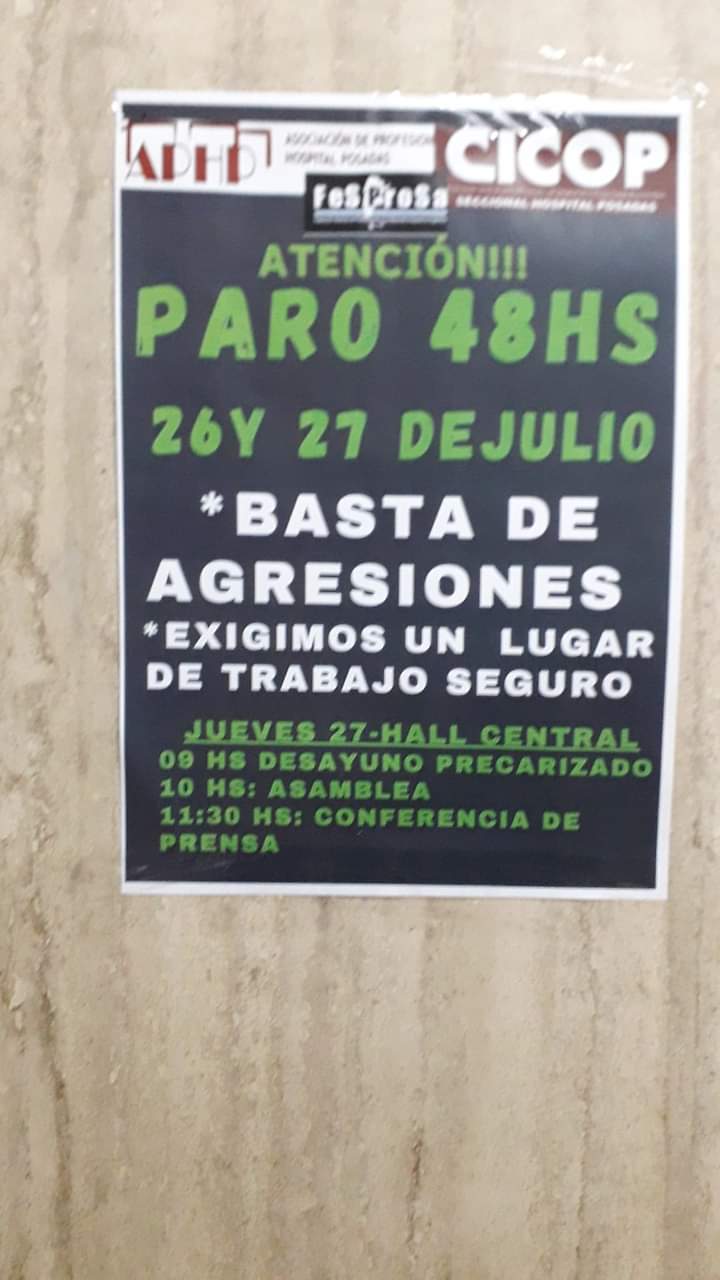 APHP
ASOCIACIÓN DE PROFESION
HOSPITAL POSADAS
CICOP
SECCIONAL HOSPITAL POSADAS
FeSProSa
ATENCIÓN!!!
PARO 48HS
26Y 27 DEJULIO
*BASTA DE
AGRESIONES
*EXIGIMOS UN LUGAR
DE TRABAJO SEGURO
JUEVES 27-HALL CENTRAL
09 HS DESAYUNO PRECARIZADO
10 HS: ASAMBLEA
11:30 HS: CONFERENCIA DE
PRENSA